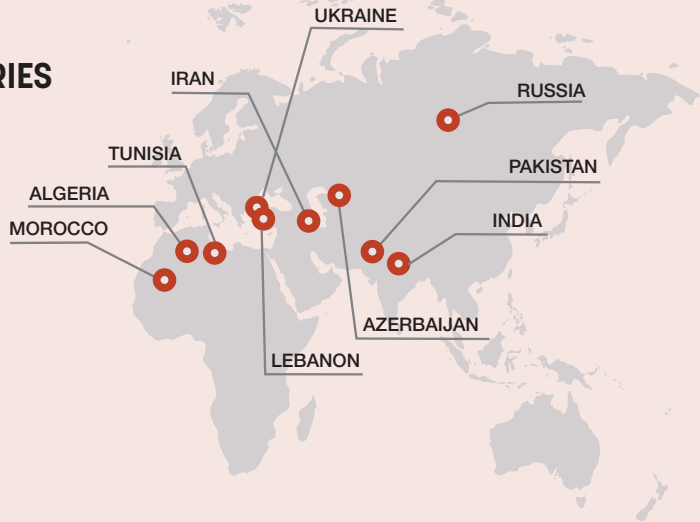 UKRAINE
RIES
IRAN
RUSSIA
TUNISIA
PAKISTAN
ALGERIA
INDIA
MOROCCO
AZERBAIJAN
LEBANON